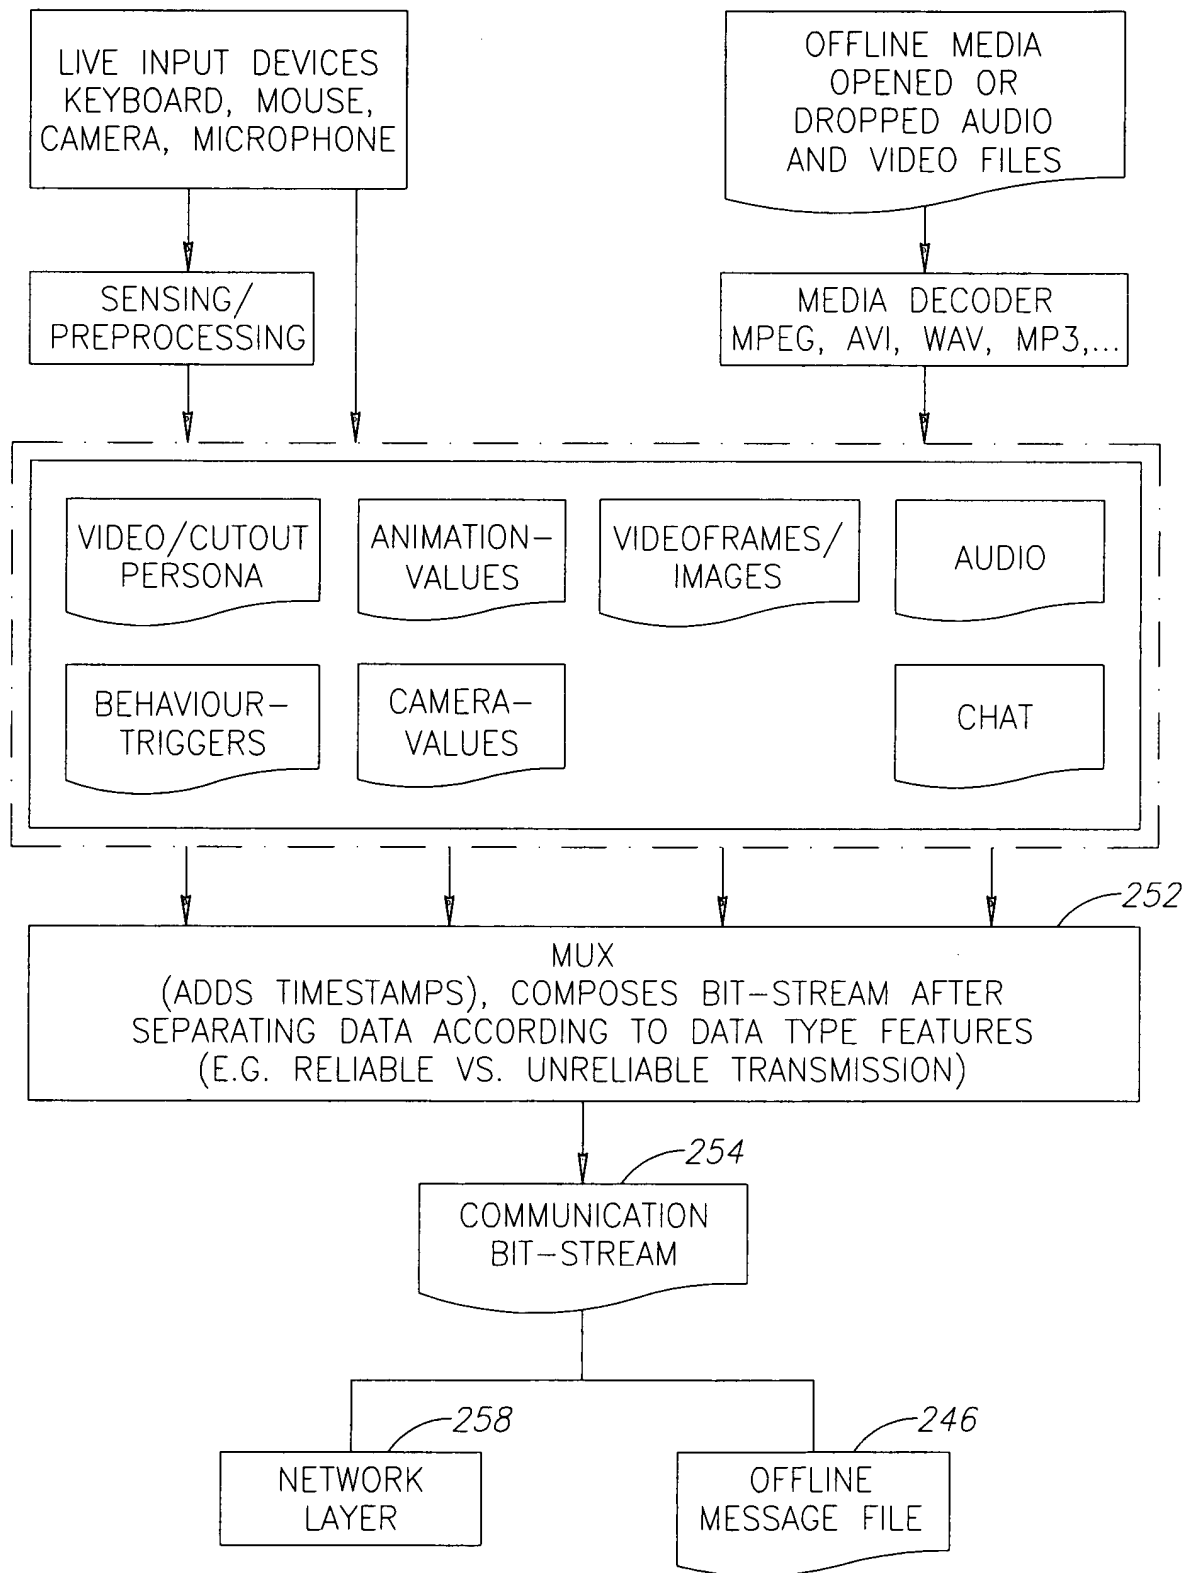 LIVE INPUT DEVICES
KEYBOARD, MOUSE,
CAMERA, MICROPHONE
OFFLINE MEDIA
OPENED OR
DROPPED AUDIO
AND VIDEO FILES
SENSING/
PREPROCESSING
MEDIA DECODER
MPEG, AVI, WAV, MP3,...
VIDEO/CUTOUT
PERSONA
ANIMATION–
VALUES
VIDEOFRAMES/
IMAGES
AUDIO
BEHAVIOUR–
TRIGGERS
CAMERA–
VALUES
CHAT
252
MUX
(ADDS TIMESTAMPS), COMPOSES BIT–STREAM AFTER
SEPARATING DATA ACCORDING TO DATA TYPE FEATURES
(E.G. RELIABLE VS. UNRELIABLE TRANSMISSION)
254
COMMUNICATION
BIT–STREAM
258
NETWORK
LAYER
246
OFFLINE
MESSAGE FILE